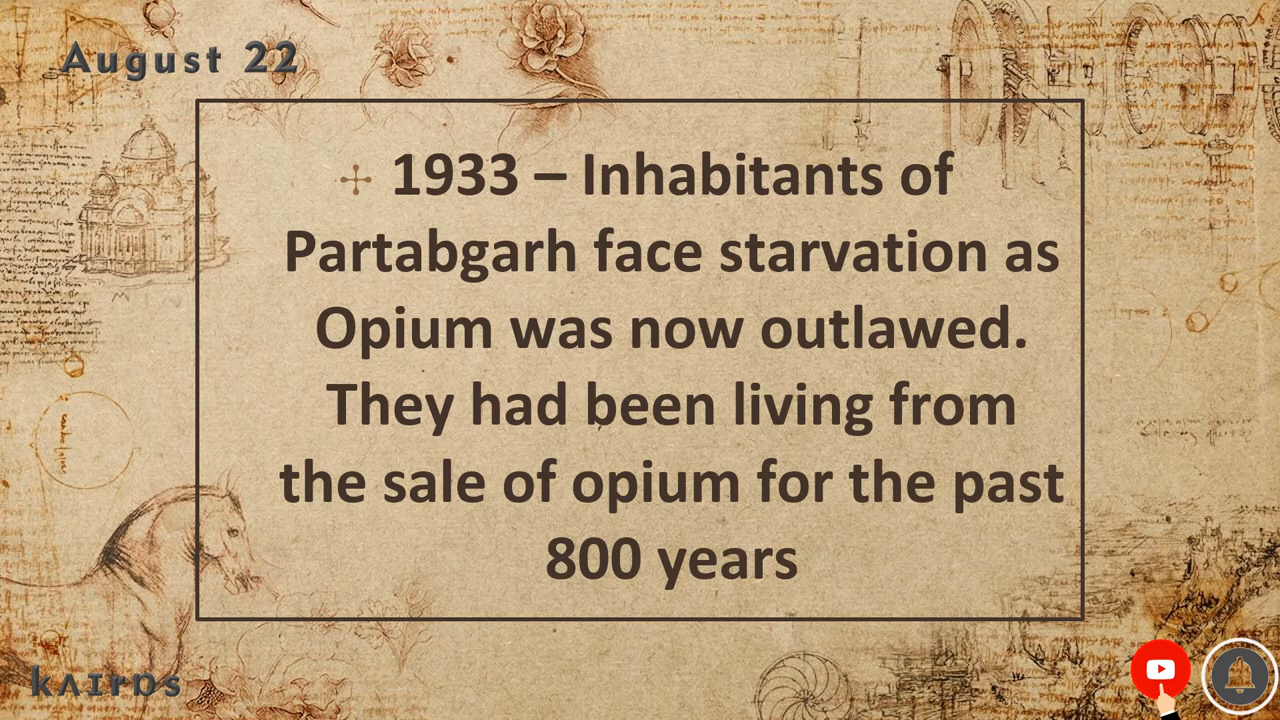 August 22
1933 – Inhabitants of
Partabgarh face starvation as
Opium was now outlawed.
They had been living from
the sale of opium for the past
800 years
kΛIrOs